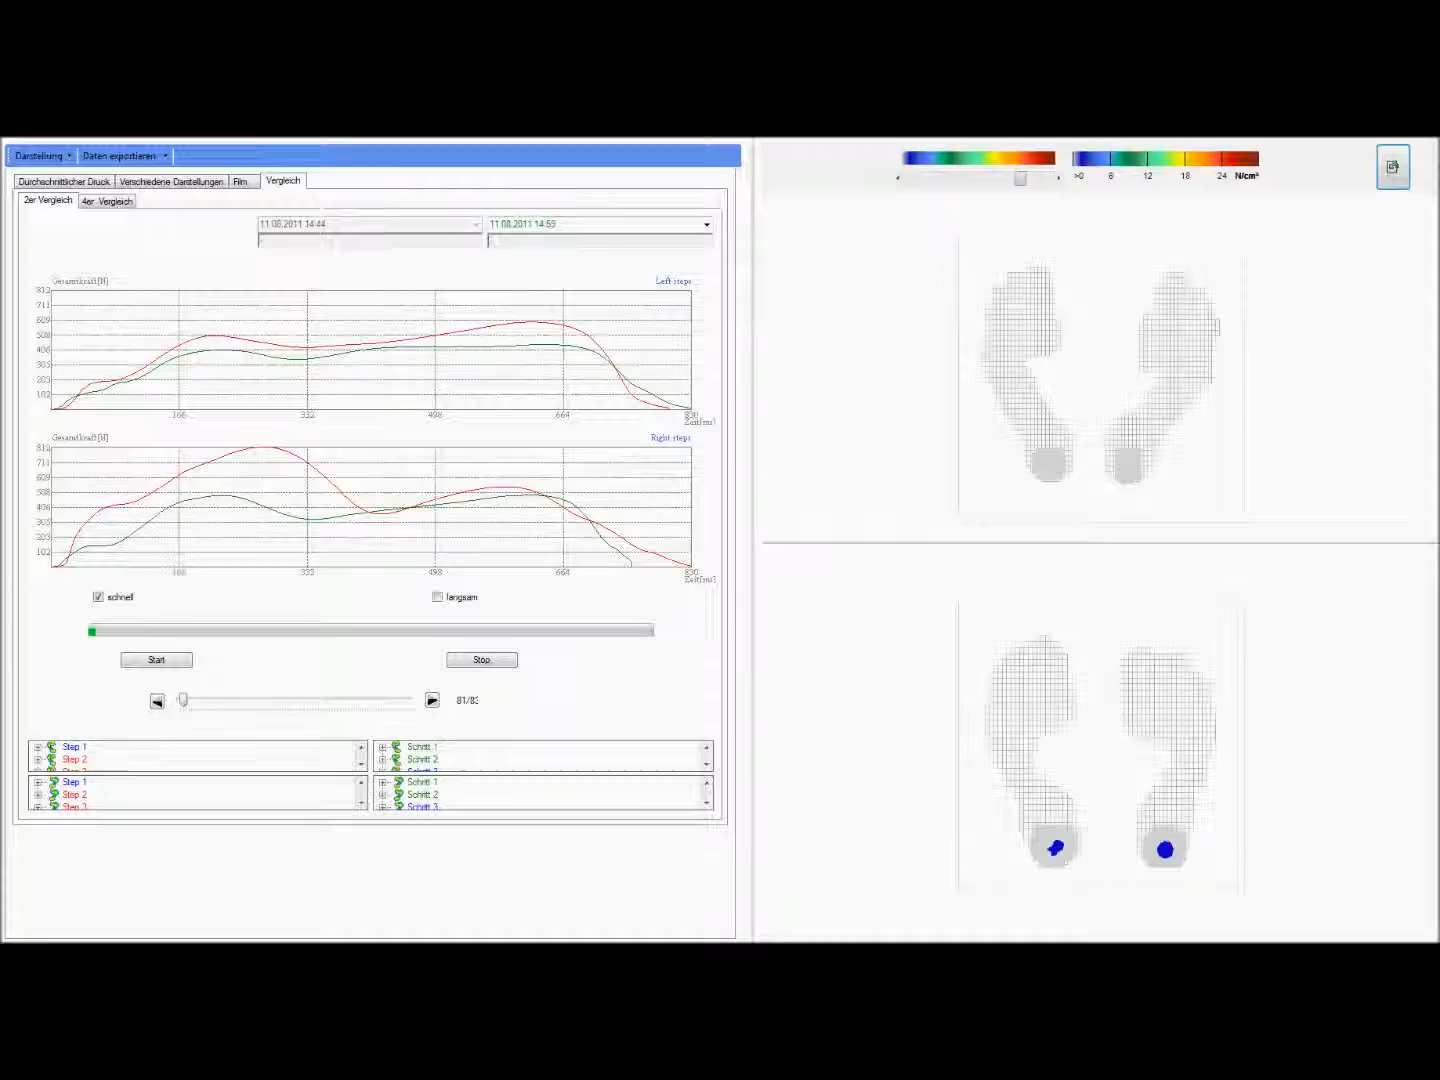 Darstellung Daten exportieren
Durchschnittlicher Druck Verschiedene Darstellungen Film Vergleich
2er Vergleich 4er Vergleich
11.08.2011 14:44 11.08.2011 14:59
Gesamtkraft[N] Left steps
812
711
609
508
406
305
203
102
166 332 498 664 830
Zeit[ms]
Gesamtkraft[N] Right steps
812
711
609
508
406
305
203
102
166 332 498 664 830
Zeit[ms]
schnell langsam
Start Stop
81/83
Step 1 Schritt 1
Step 2 Schritt 2
Step 1 Schritt 1
Step 2 Schritt 2
Step 3 Schritt 3
>0 6 12 18 24 N/cm²